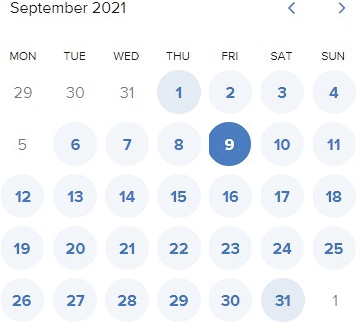 September 2021
MON TUE WED THU FRI SAT SUN
29 30 31 1 2 3 4
5 6 7 8 9 10 11
12 13 14 15 16 17 18
19 20 21 22 23 24 25
26 27 28 29 30 31 1